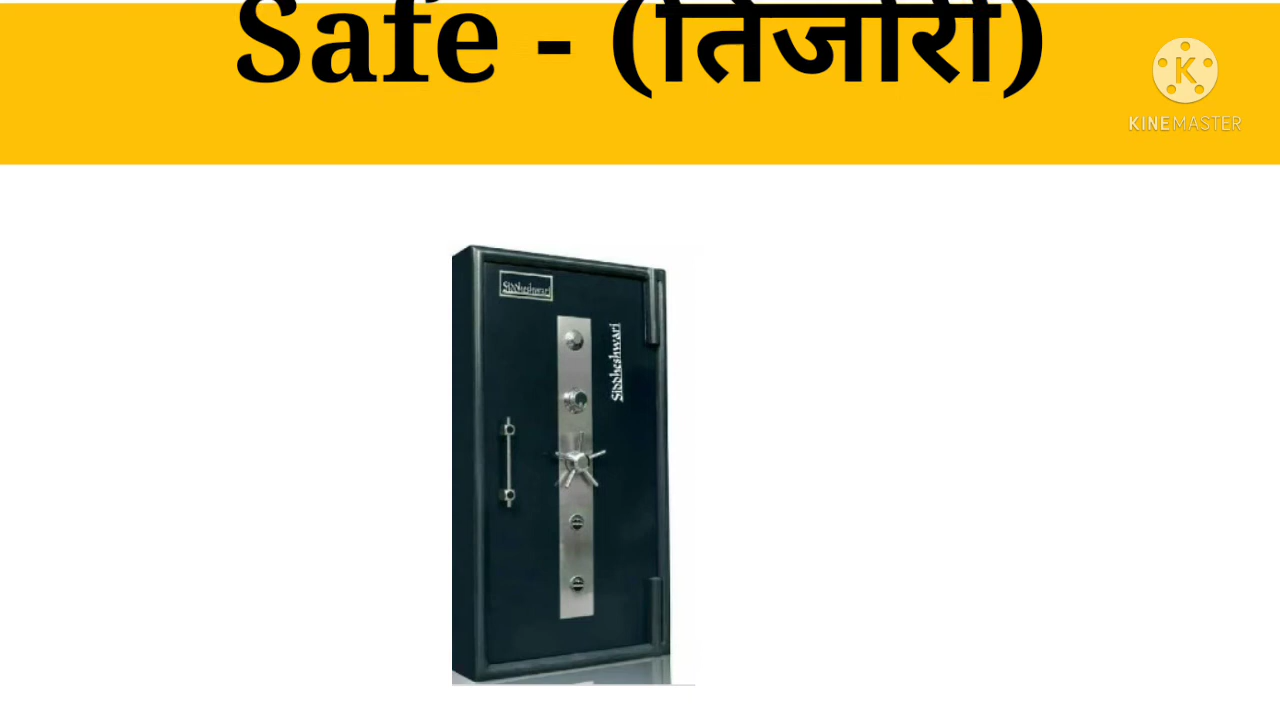 Safe - (तिजोरी)
KINEMASTER
Siddheshwari
Siddheshwari